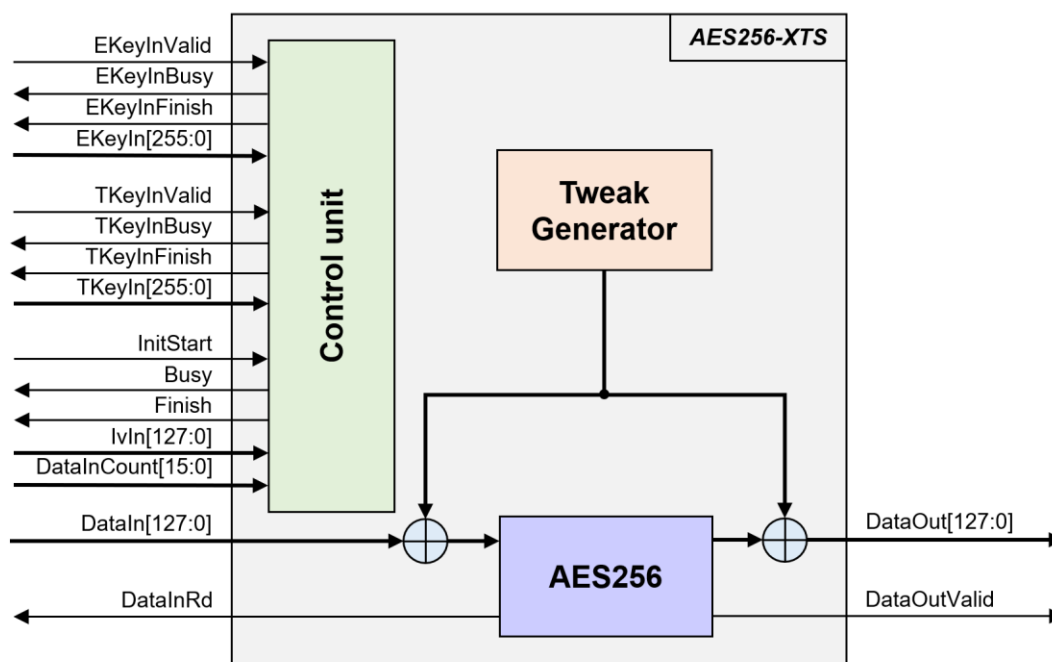 AES256-XTS
EKeyInValid
EKeyInBusy
EKeyInFinish
EKeyIn[255:0]
TKeyInValid
TKeyInBusy
TKeyInFinish
TKeyIn[255:0]
InitStart
Busy
Finish
IvIn[127:0]
DataInCount[15:0]
DataIn[127:0]
DataInRd
Control unit
Tweak
Generator
AES256
DataOut[127:0]
DataOutValid